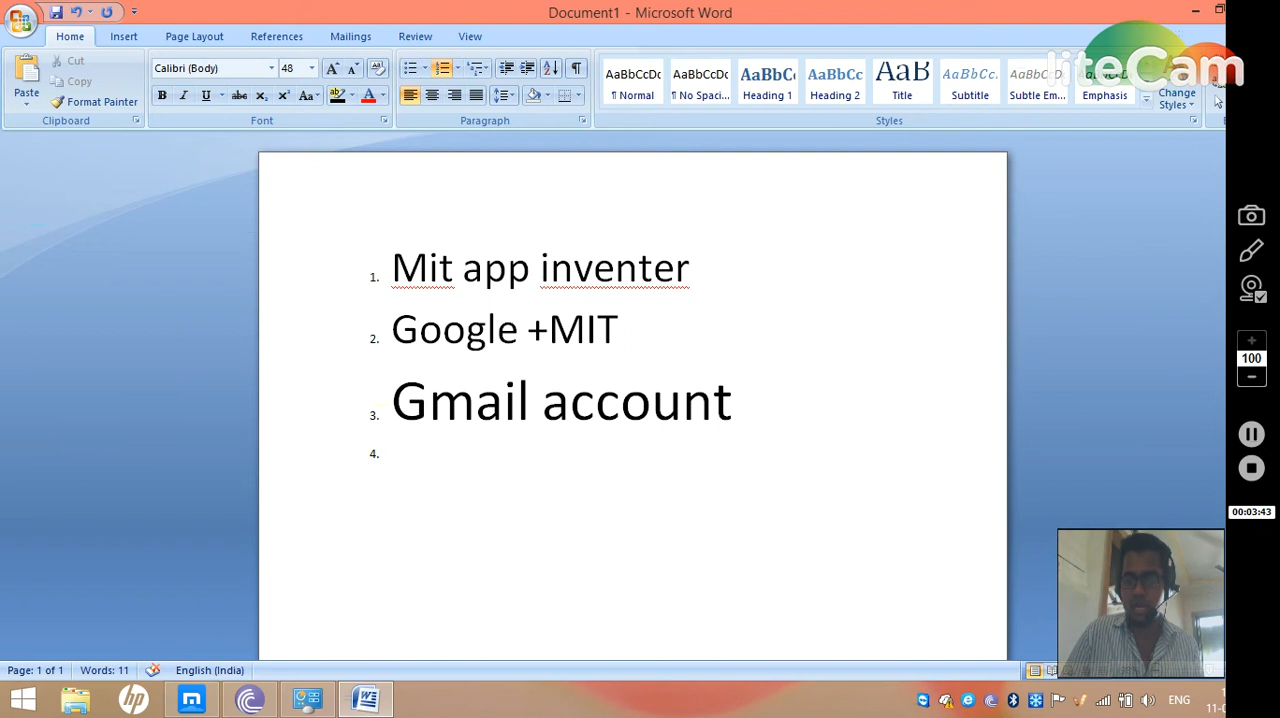 Document1 - Microsoft Word
liteCam
Home Insert Page Layout References Mailings Review View
Paste
Cut
Copy
Format Painter
Clipboard
Calibri (Body) 48
Font
Paragraph
AaBbCcDc AaBbCcDc AaBbC AaBbCc AaB AaBbCc. AaBbCcDc
¶ Normal ¶ No Spaci... Heading 1 Heading 2 Title Subtitle Subtle Em... Emphasis
Change Styles
Styles
1. Mit app inventer
2. Google +MIT
3. Gmail account
4.
100
00:03:43
Page: 1 of 1 Words: 11 English (India)
ENG